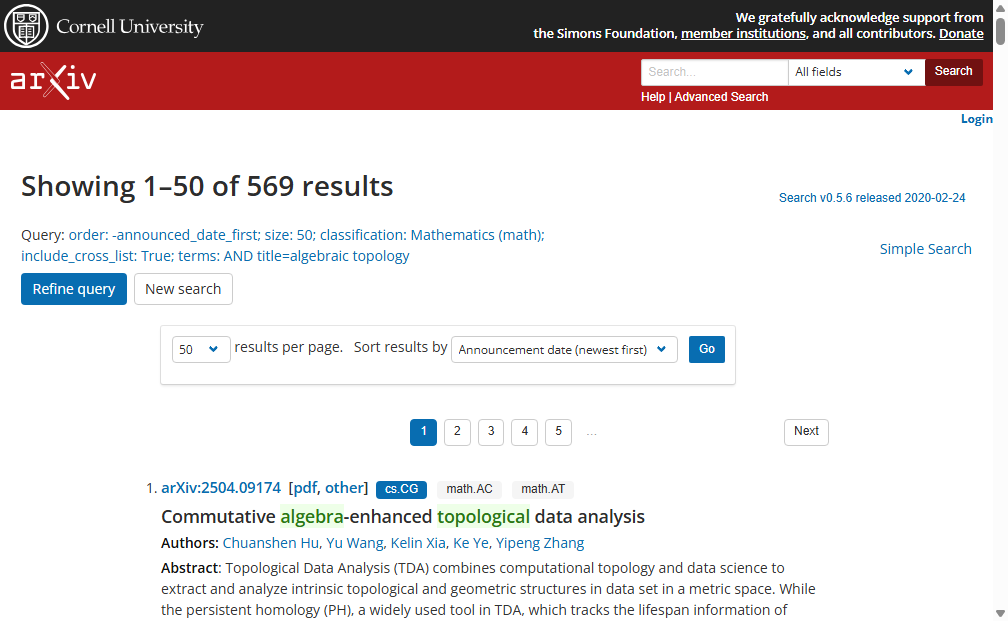 Cornell University
We gratefully acknowledge support from
the Simons Foundation, member institutions, and all contributors. Donate
arXiv
Search...
All fields
Search
Help | Advanced Search
Login
Showing 1–50 of 569 results
Search v0.5.6 released 2020-02-24
Query: order: -announced_date_first; size: 50; classification: Mathematics (math);
include_cross_list: True; terms: AND title=algebraic topology
Simple Search
Refine query
New search
50 results per page. Sort results by Announcement date (newest first) Go
1 2 3 4 5 ...
Next
1. arXiv:2504.09174 [pdf, other] cs.CG math.AC math.AT
Commutative algebra-enhanced topological data analysis
Authors: Chuanshen Hu, Yu Wang, Kelin Xia, Ke Ye, Yipeng Zhang
Abstract: Topological Data Analysis (TDA) combines computational topology and data science to
extract and analyze intrinsic topological and geometric structures in data set in a metric space. While
the persistent homology (PH), a widely used tool in TDA, which tracks the lifespan information of